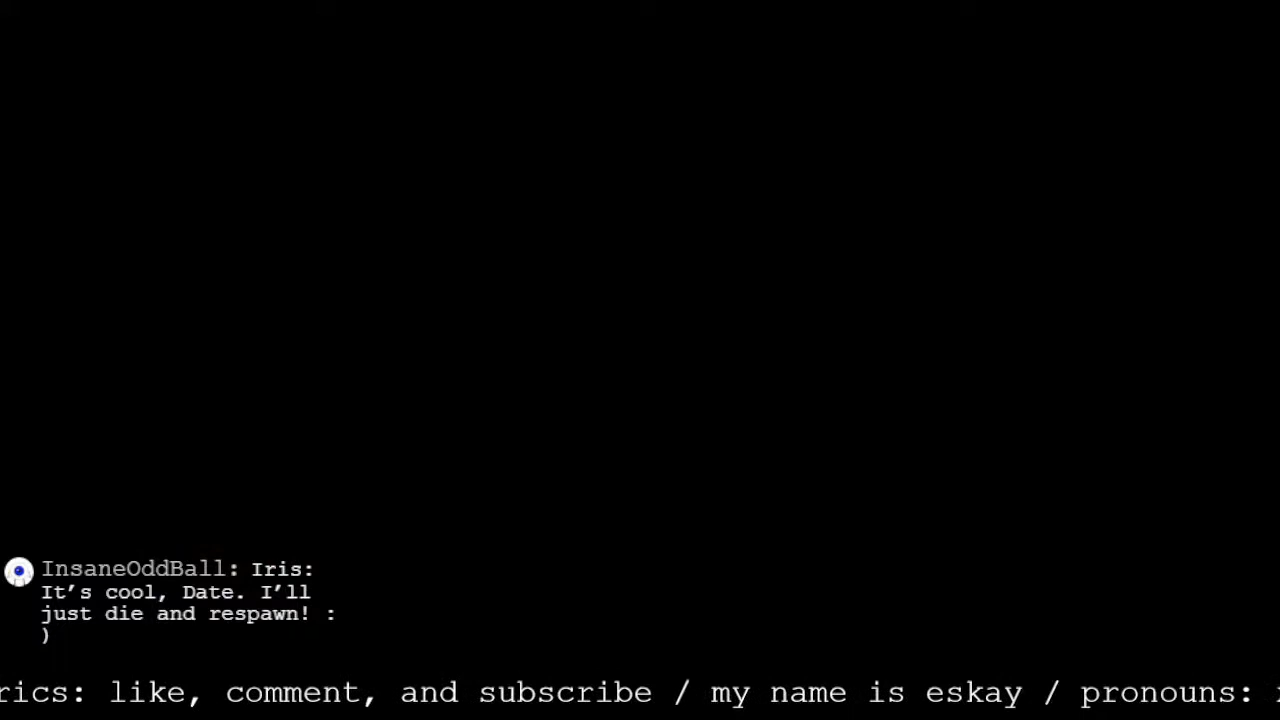 InsaneOddBall: Iris:
It’s cool, Date. I’ll
just die and respawn! :
)
rics: like, comment, and subscribe / my name is eskay / pronouns: